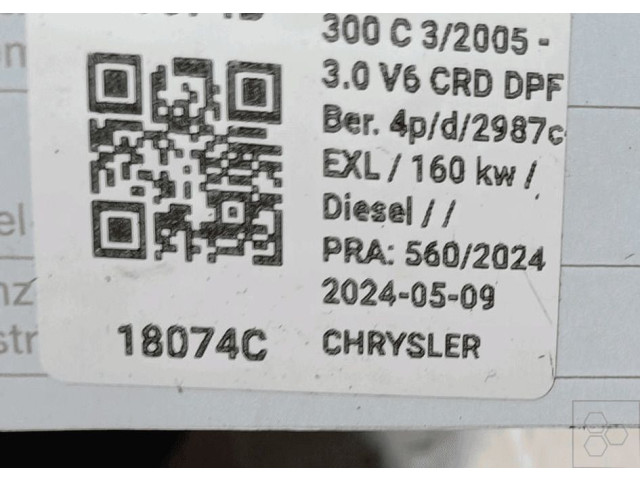 300 C 3/2005 -
3.0 V6 CRD DPF
Ber. 4p/d/2987c
EXL / 160 kw /
Diesel / /
PRA: 560/2024
2024-05-09
18074C CHRYSLER